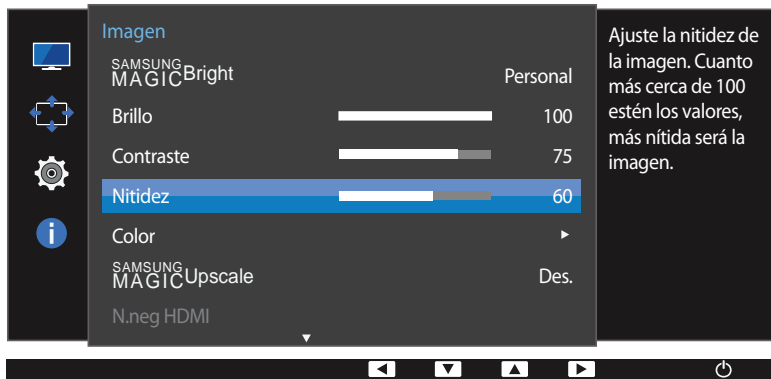 Imagen
SAMSUNG MAGICBright Personal
Brillo 100
Contraste 75
Nitidez 60
Color
SAMSUNG MAGICUpscale Des.
N.neg HDMI
Ajuste la nitidez de
la imagen. Cuanto
más cerca de 100
estén los valores,
más nítida será la
imagen.